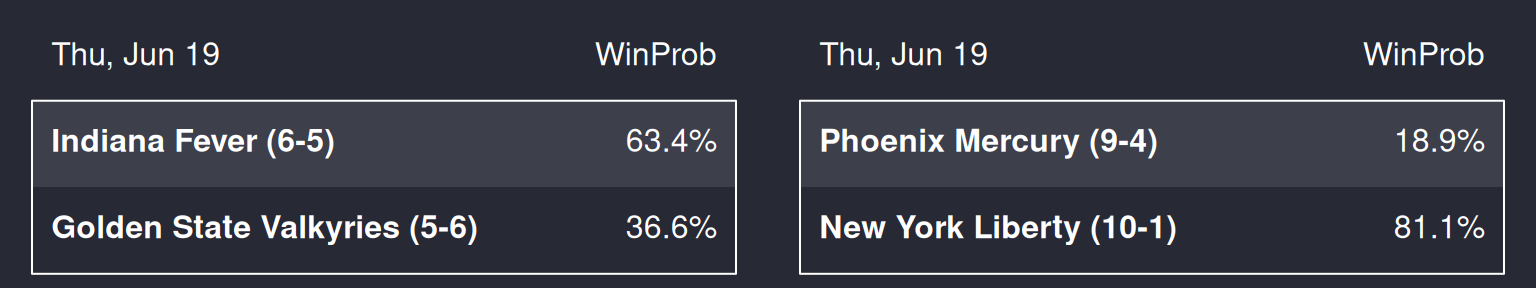 Thu, Jun 19 WinProb
Indiana Fever (6-5) 63.4%
Golden State Valkyries (5-6) 36.6%
Thu, Jun 19 WinProb
Phoenix Mercury (9-4) 18.9%
New York Liberty (10-1) 81.1%